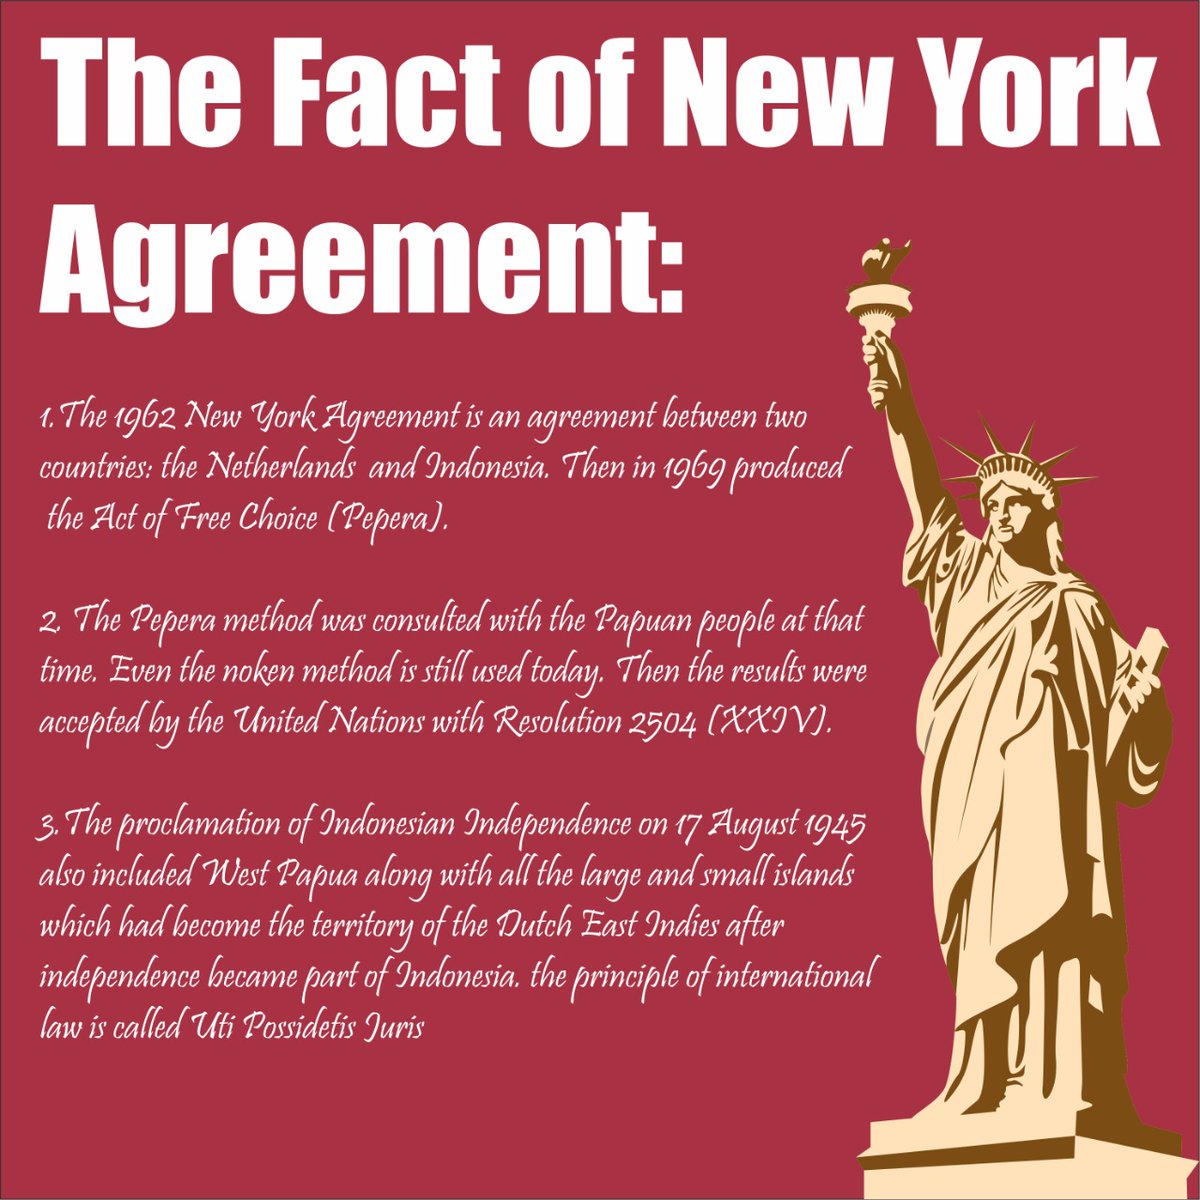 The Fact of New York
Agreement:
1.The 1962 New York Agreement is an agreement between two
countries: the Netherlands and Indonesia. Then in 1969 produced
the Act of Free Choice (Pepera).
2. The Pepera method was consulted with the Papuan people at that
time. Even the noken method is still used today. Then the results were
accepted by the United Nations with Resolution 2504 (XXIV).
3.The proclamation of Indonesian Independence on 17 August 1945
also included West Papua along with all the large and small islands
which had become the territory of the Dutch East Indies after
independence became part of Indonesia. the principle of international
law is called Uti Possidetis Juris